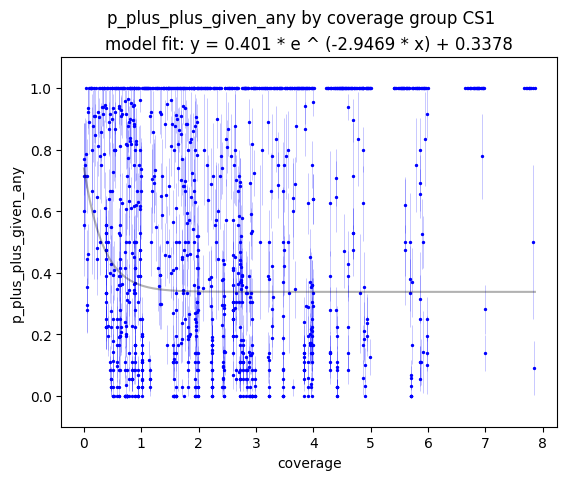 p_plus_plus_given_any by coverage group CS1
model fit: y = 0.401 * e ^ (-2.9469 * x) + 0.3378
1.0
0.8
0.6
0.4
0.2
0.0
p_plus_plus_given_any
0 1 2 3 4 5 6 7 8
coverage